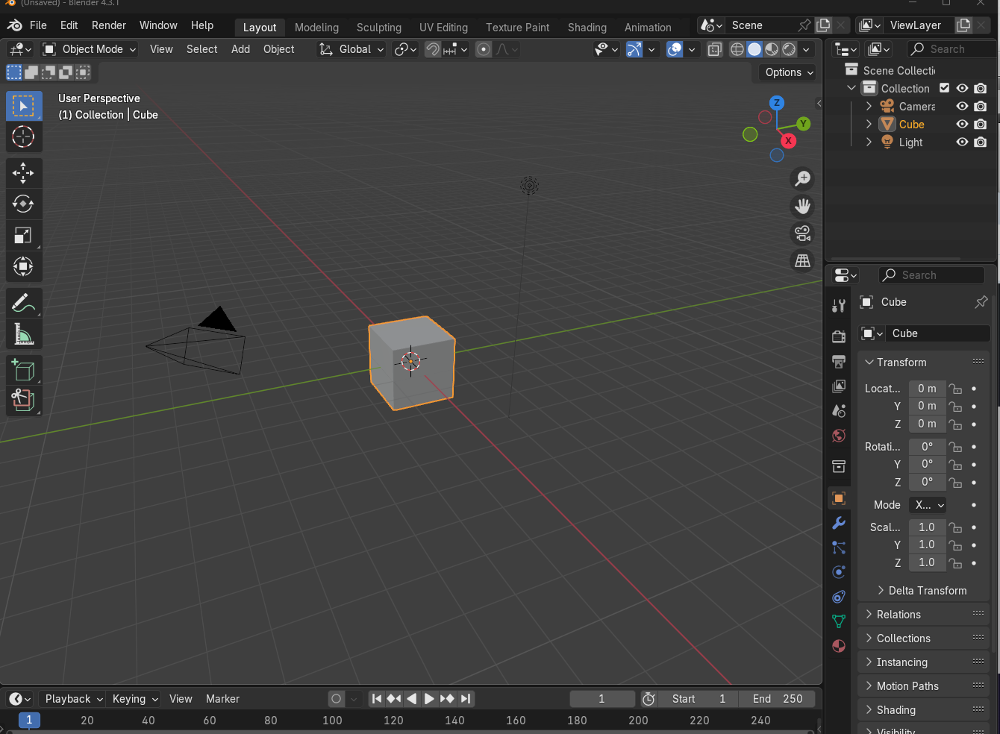 (Unsaved) - Blender 4.3.1
File Edit Render Window Help Layout Modeling Sculpting UV Editing Texture Paint Shading Animation Scene ViewLayer
Object Mode View Select Add Object Global Search
Options
User Perspective
(1) Collection | Cube
Z
Y
X
Scene Collecti
Collection
Camera
Cube
Light
Search
Cube
Cube
Transform
Locat... 0 m
Y 0 m
Z 0 m
Rotati... 0°
Y 0°
Z 0°
Mode X...
Scal... 1.0
Y 1.0
Z 1.0
Delta Transform
Relations
Collections
Instancing
Motion Paths
Shading
Visibility
Playback Keying View Marker 1 Start 1 End 250
1 20 40 60 80 100 120 140 160 180 200 220 240